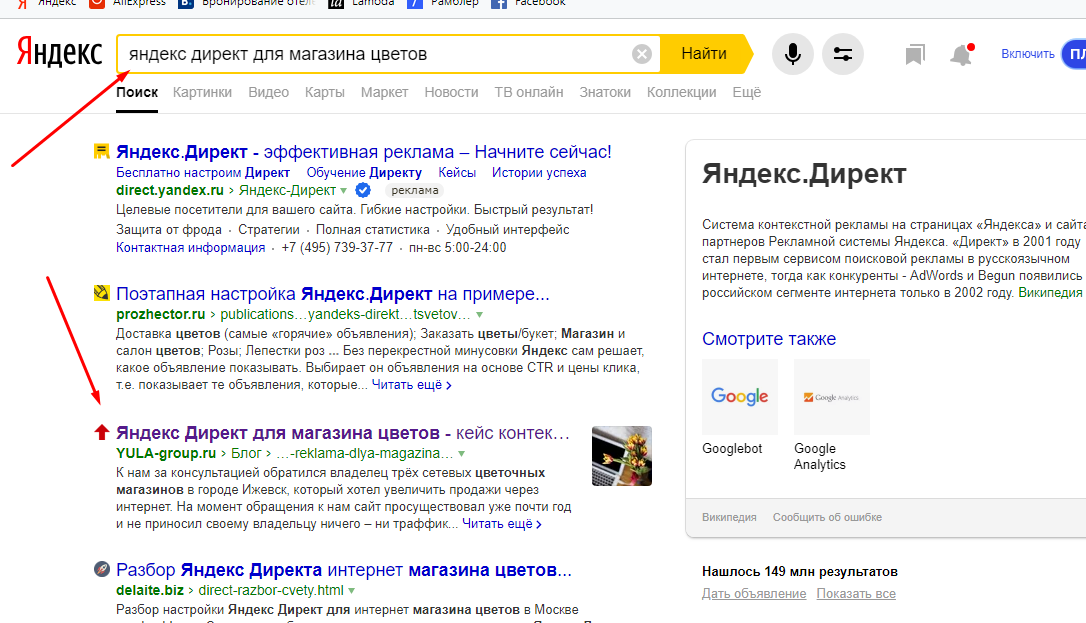 Яндекс AliExpress Бронирование отеле Lamoda Рамблер Facebook
Яндекс яндекс директ для магазина цветов Найти Включить ПЛ
Поиск Картинки Видео Карты Маркет Новости ТВ онлайн Знатоки Коллекции Ещё
Яндекс.Директ - эффективная реклама – Начните сейчас!
Бесплатно настроим Директ Обучение Директу Кейсы Истории успеха
direct.yandex.ru › Яндекс-Директ реклама
Целевые посетители для вашего сайта. Гибкие настройки. Быстрый результат!
Защита от фрода · Стратегии · Полная статистика · Удобный интерфейс
Контактная информация · +7 (495) 739-37-77 · пн-вс 5:00-24:00
Поэтапная настройка Яндекс.Директ на примере...
prozhector.ru › publications…yandeks-direkt…tsvetov…
Доставка цветов (самые «горячие» объявления); Заказать цветы/букет; Магазин и
салон цветов; Розы; Лепестки роз ... Без перекрестной минусовки Яндекс сам решает,
какое объявление показывать. Выбирает он объявления на основе CTR и цены клика,
т.е. показывает те объявления, которые... Читать ещё ›
Яндекс Директ для магазина цветов - кейс контек…
YULA-group.ru › Блог › …-reklama-dlya-magazina…
К нам за консультацией обратился владелец трёх сетевых цветочных
магазинов в городе Ижевск, который хотел увеличить продажи через
интернет. На момент обращения к нам сайт просуществовал уже почти год
и не приносил своему владельцу ничего – ни траффик... Читать ещё ›
Разбор Яндекс Директа интернет магазина цветов...
delaite.biz › direct-razbor-cvety.html
Разбор настройки Яндекс Директ для интернет магазина цветов в Москве
Яндекс.Директ
Система контекстной рекламы на страницах «Яндекса» и сайта
партнеров Рекламной системы Яндекса. «Директ» в 2001 году
стал первым сервисом поисковой рекламы в русскоязычном
интернете, тогда как конкуренты - AdWords и Begun появились
российском сегменте интернета только в 2002 году. Википедия
Смотрите также
Google Google Analytics
Googlebot Google
Analytics
Википедия Сообщить об ошибке
Нашлось 149 млн результатов
Дать объявление Показать все